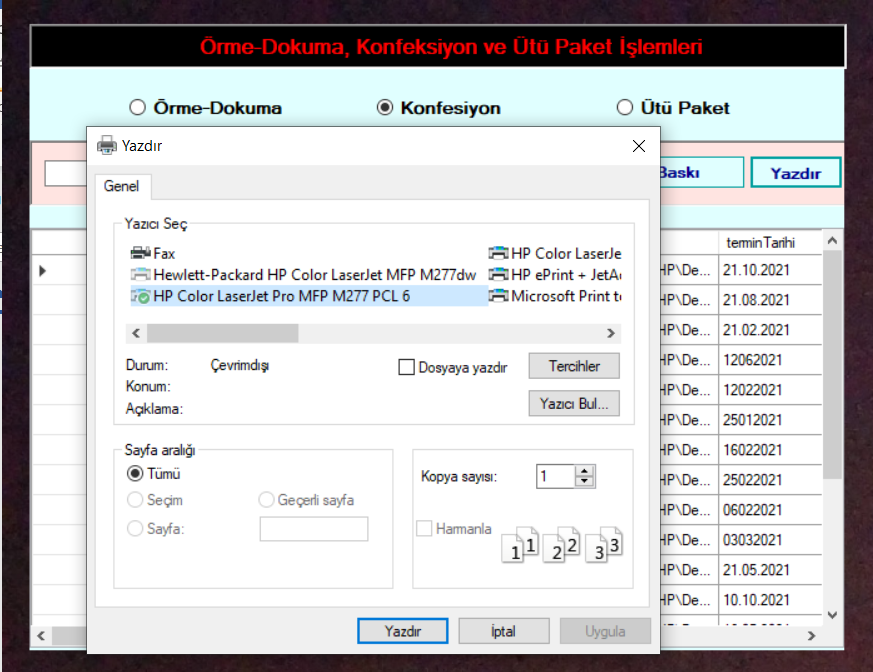 Örme-Dokuma, Konfeksiyon ve Ütü Paket İşlemleri
Örme-Dokuma
Konfesiyon
Ütü Paket
Baskı
Yazdır
Yazdır
Genel
Yazıcı Seç
Fax
HP Color LaserJe
Hewlett-Packard HP Color LaserJet MFP M277dw
HP ePrint + JetA
HP Color LaserJet Pro MFP M277 PCL 6
Microsoft Print t
Durum:
Çevrimdışı
Dosyaya yazdır
Tercihler
Konum:
Açıklama:
Yazıcı Bul...
Sayfa aralığı
Tümü
Seçim
Geçerli sayfa
Sayfa:
Kopya sayısı:
1
Harmanla
1 1 2 2 3 3
Yazdır
İptal
Uygula
terminTarihi
HP\De... 21.10.2021
HP\De... 21.08.2021
HP\De... 21.02.2021
HP\De... 12062021
HP\De... 12022021
HP\De... 25012021
HP\De... 16022021
HP\De... 25022021
HP\De... 06022021
HP\De... 03032021
HP\De... 21.05.2021
HP\De... 10.10.2021